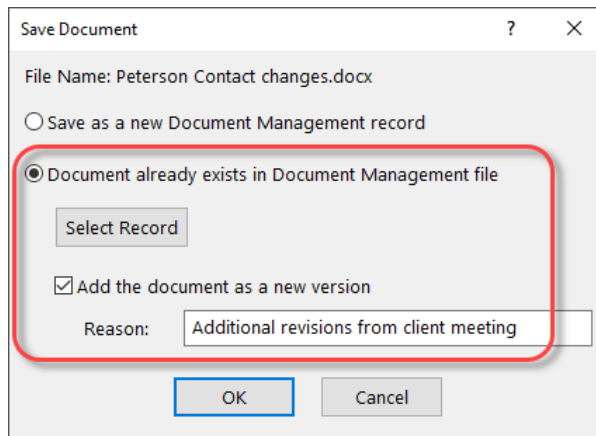 Save Document ?
File Name: Peterson Contact changes.docx
Save as a new Document Management record
Document already exists in Document Management file
Select Record
Add the document as a new version
Reason: Additional revisions from client meeting
OK Cancel